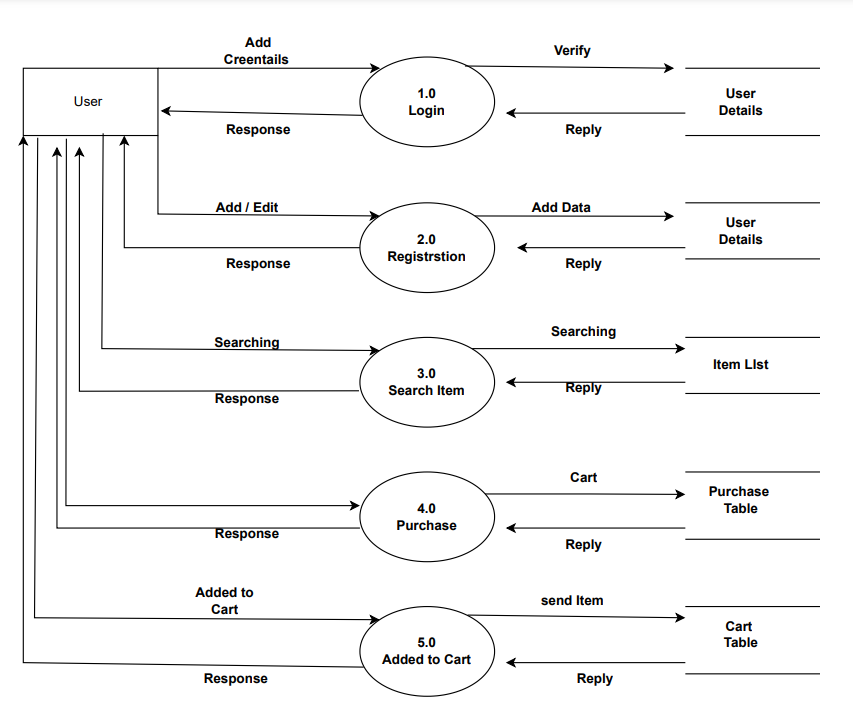 Add
Creentails
Verify
User
1.0
Login
User
Details
Response
Reply
Add / Edit
Add Data
2.0
Registrstion
User
Details
Response
Reply
Searching
Searching
3.0
Search Item
Item LIst
Response
Reply
Cart
4.0
Purchase
Purchase
Table
Response
Reply
Added to
Cart
send Item
5.0
Added to Cart
Cart
Table
Response
Reply